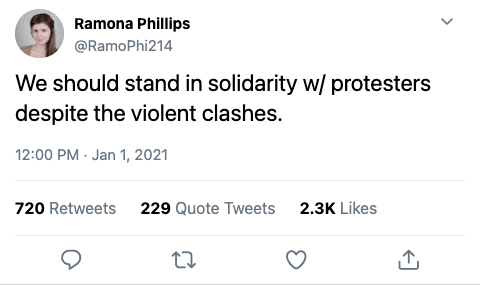 Ramona Phillips
@RamoPhi214
We should stand in solidarity w/ protesters
despite the violent clashes.
12:00 PM · Jan 1, 2021
720 Retweets 229 Quote Tweets 2.3K Likes